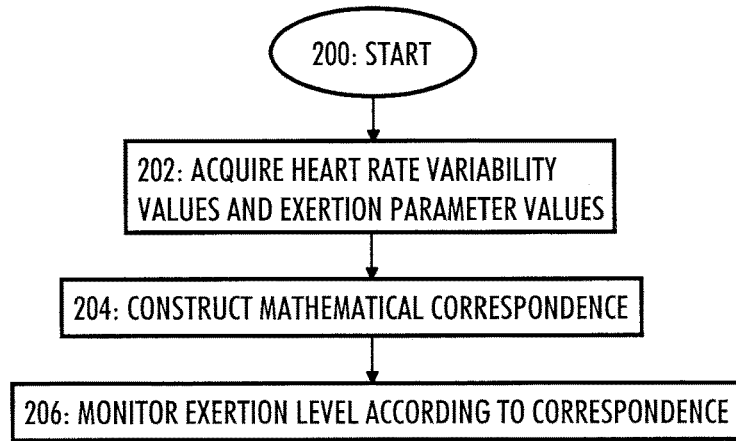 200: START
202: ACQUIRE HEART RATE VARIABILITY
VALUES AND EXERTION PARAMETER VALUES
204: CONSTRUCT MATHEMATICAL CORRESPONDENCE
206: MONITOR EXERTION LEVEL ACCORDING TO CORRESPONDENCE